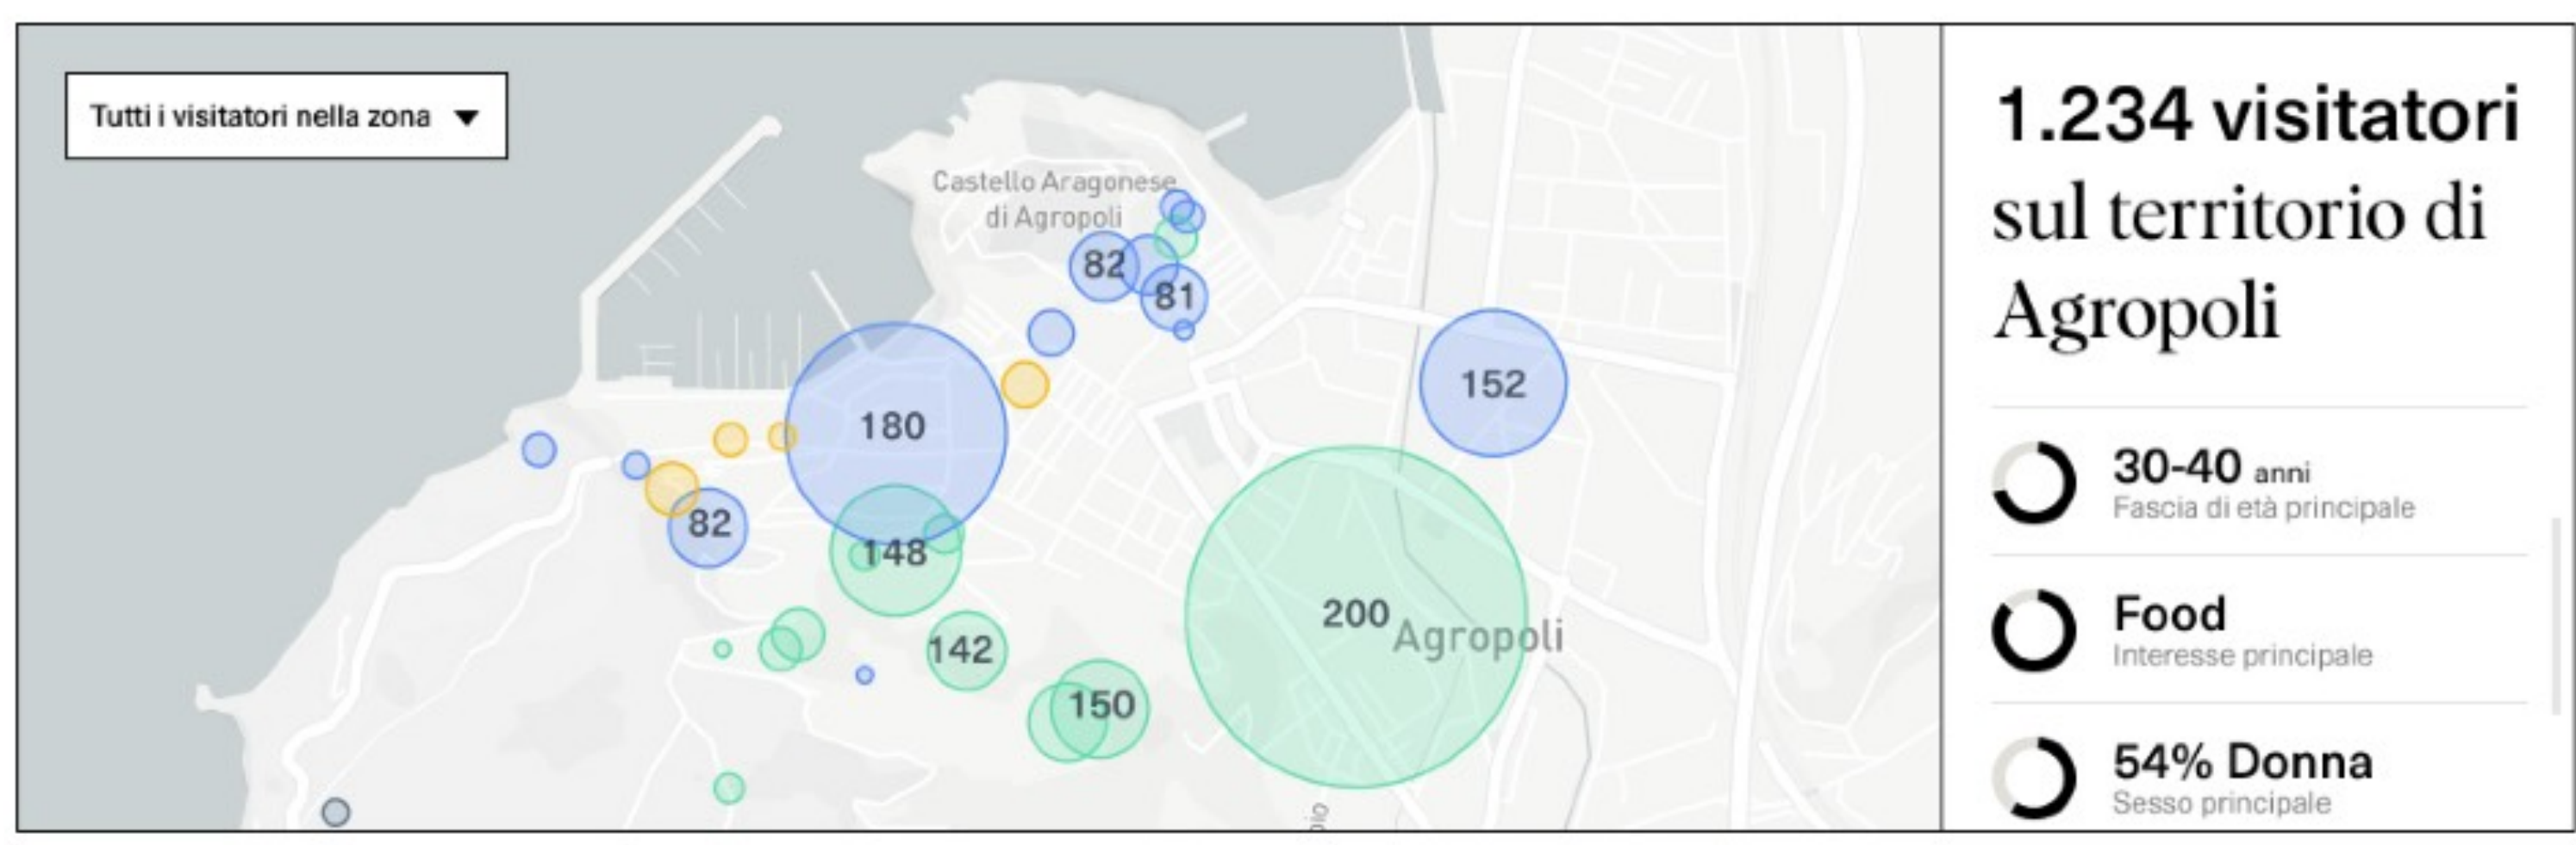 Tutti i visitatori nella zona
Castello Aragonese
di Agropoli
82
81
180
152
82
148
200
Agropoli
142
150
1.234 visitatori
sul territorio di
Agropoli
30-40 anni
Fascia di età principale
Food
Interesse principale
54% Donna
Sesso principale